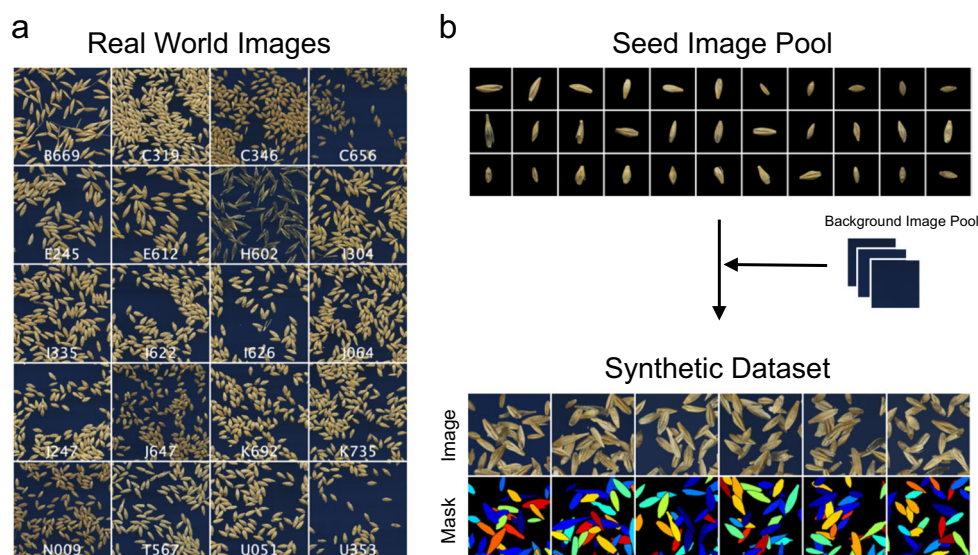 a
Real World Images
B669 C319 C346 C656
E245 E612 H602 I304
I335 I622 I626 J064
I247 J647 K692 K735
N009 T567 U051 U353
b
Seed Image Pool
Background Image Pool
Synthetic Dataset
Image
Mask